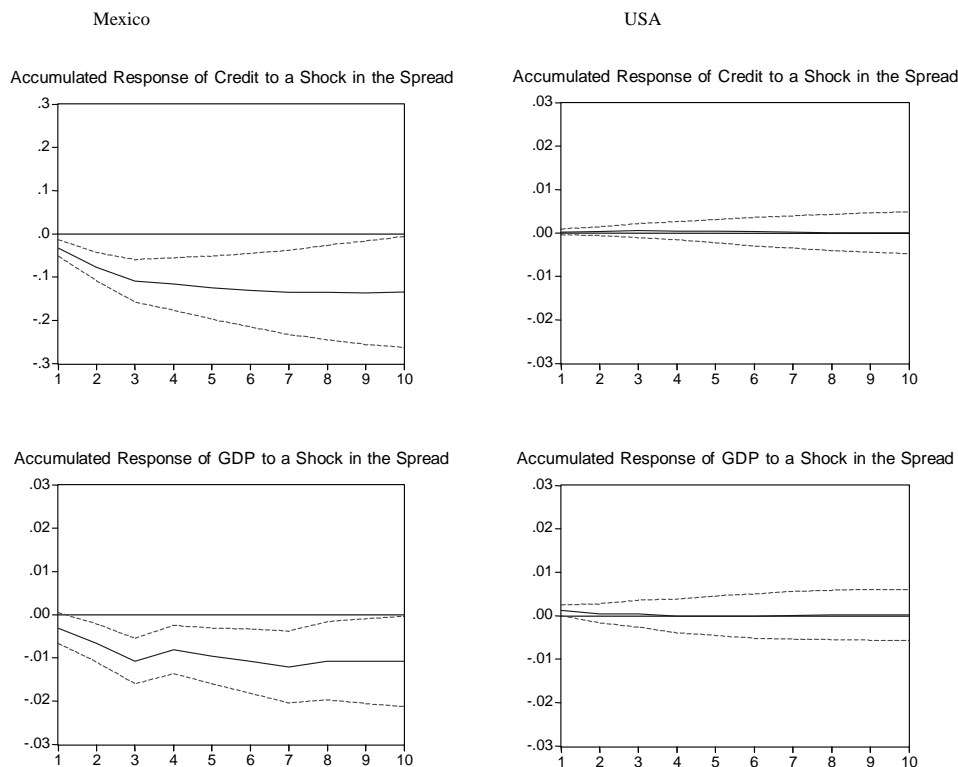 Mexico
USA
Accumulated Response of Credit to a Shock in the Spread
.3
.2
.1
.0
-.1
-.2
-.3
1 2 3 4 5 6 7 8 9 10
Accumulated Response of Credit to a Shock in the Spread
.03
.02
.01
.00
-.01
-.02
-.03
1 2 3 4 5 6 7 8 9 10
Accumulated Response of GDP to a Shock in the Spread
.03
.02
.01
.00
-.01
-.02
-.03
1 2 3 4 5 6 7 8 9 10
Accumulated Response of GDP to a Shock in the Spread
.03
.02
.01
.00
-.01
-.02
-.03
1 2 3 4 5 6 7 8 9 10